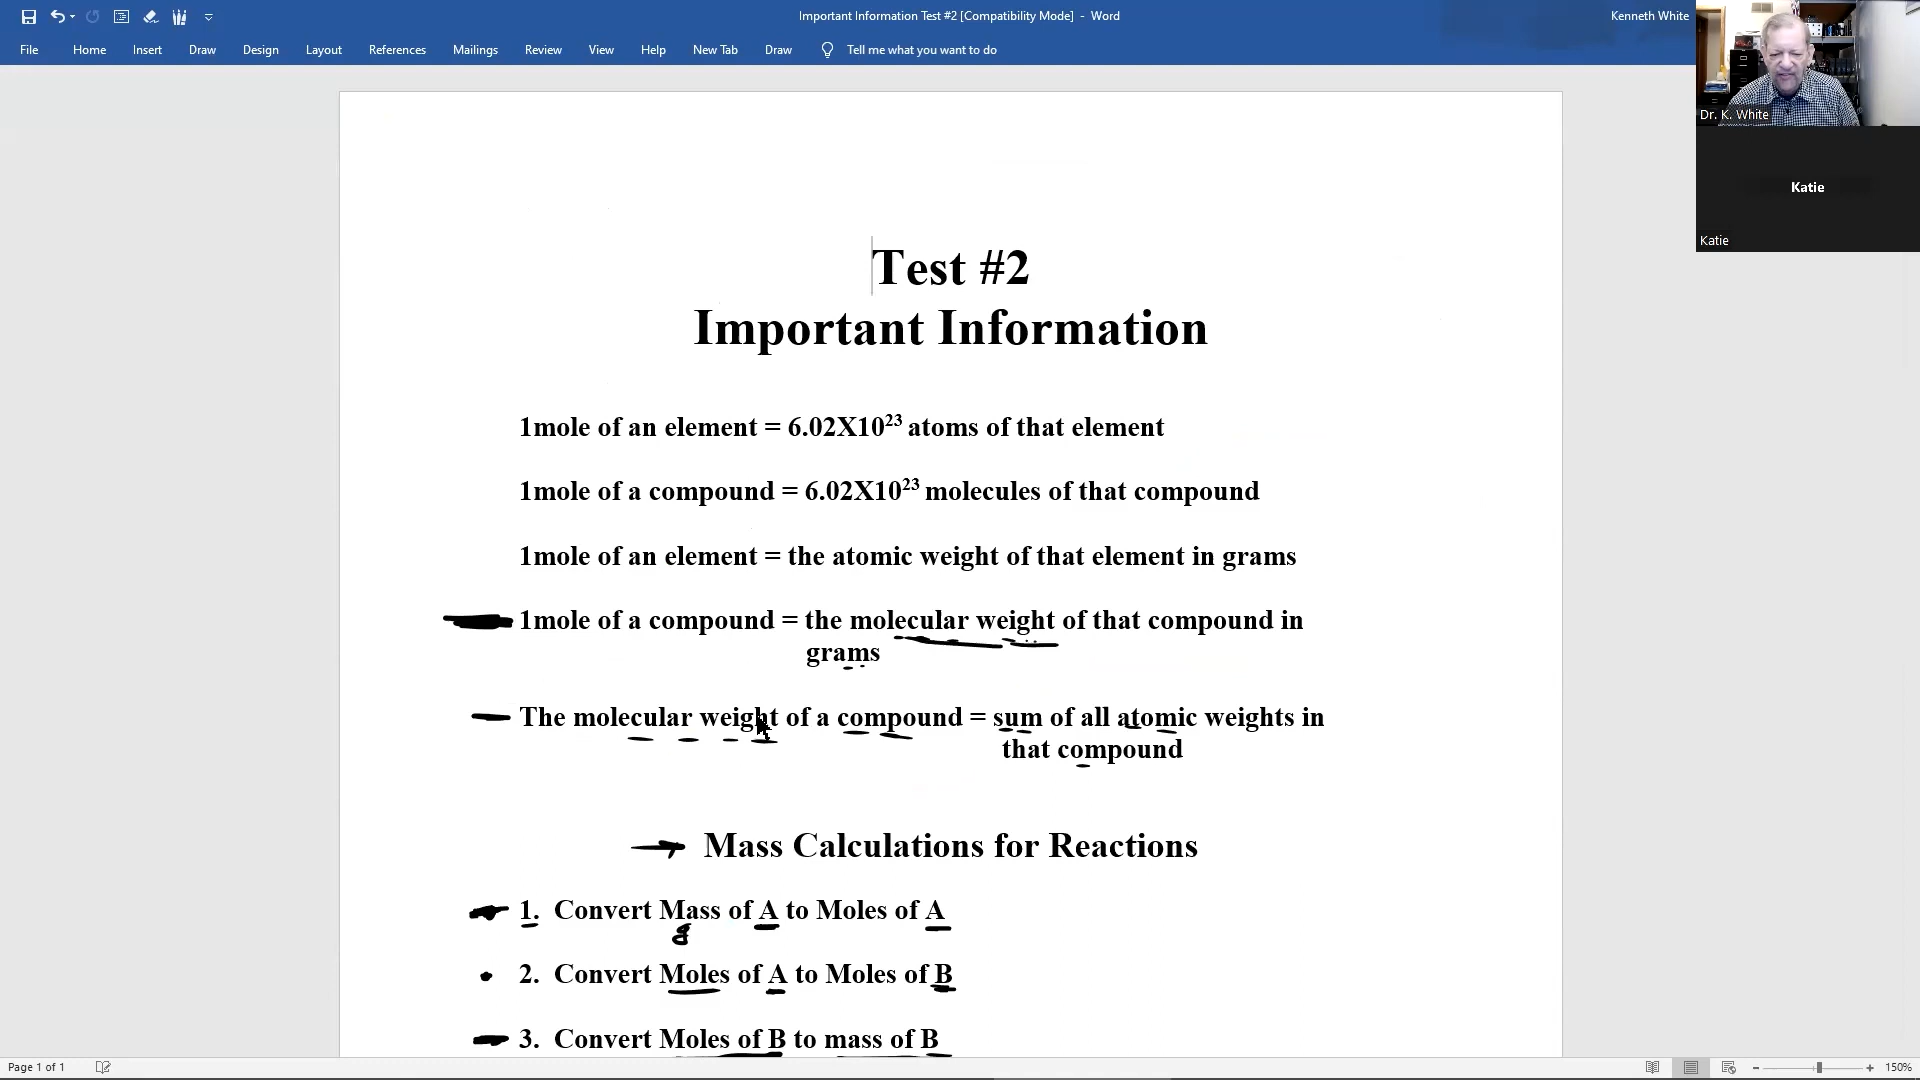 Important Information Test #2 [Compatibility Mode] - Word
Kenneth White
File Home Insert Draw Design Layout References Mailings Review View Help New Tab Draw Tell me what you want to do
Dr. K. White
Katie
Katie
Test #2
Important Information
1mole of an element = 6.02X10²³ atoms of that element
1mole of a compound = 6.02X10²³ molecules of that compound
1mole of an element = the atomic weight of that element in grams
1mole of a compound = the molecular weight of that compound in
grams
The molecular weight of a compound = sum of all atomic weights in
that compound
Mass Calculations for Reactions
1. Convert Mass of A to Moles of A
g
2. Convert Moles of A to Moles of B
3. Convert Moles of B to mass of B
Page 1 of 1
150%